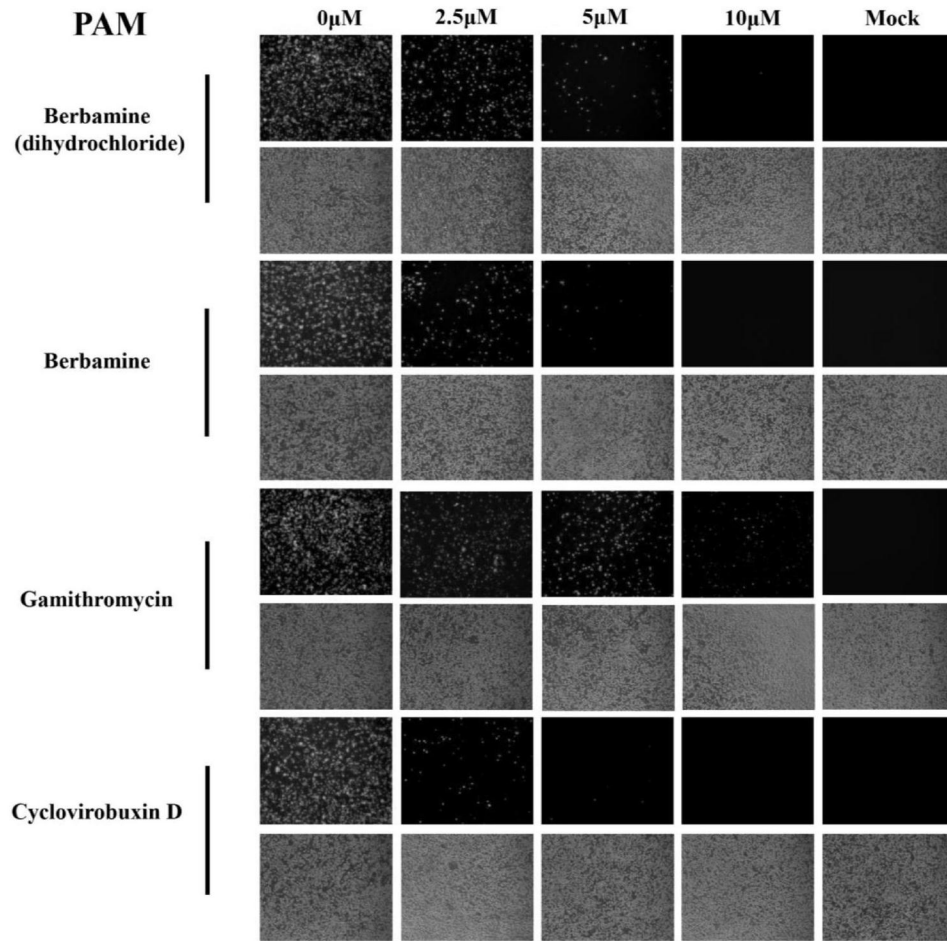 PAM
0μM
2.5μM
5μM
10μM
Mock
Berbamine
(dihydrochloride)
Berbamine
Gamithromycin
Cyclovirobuxin D